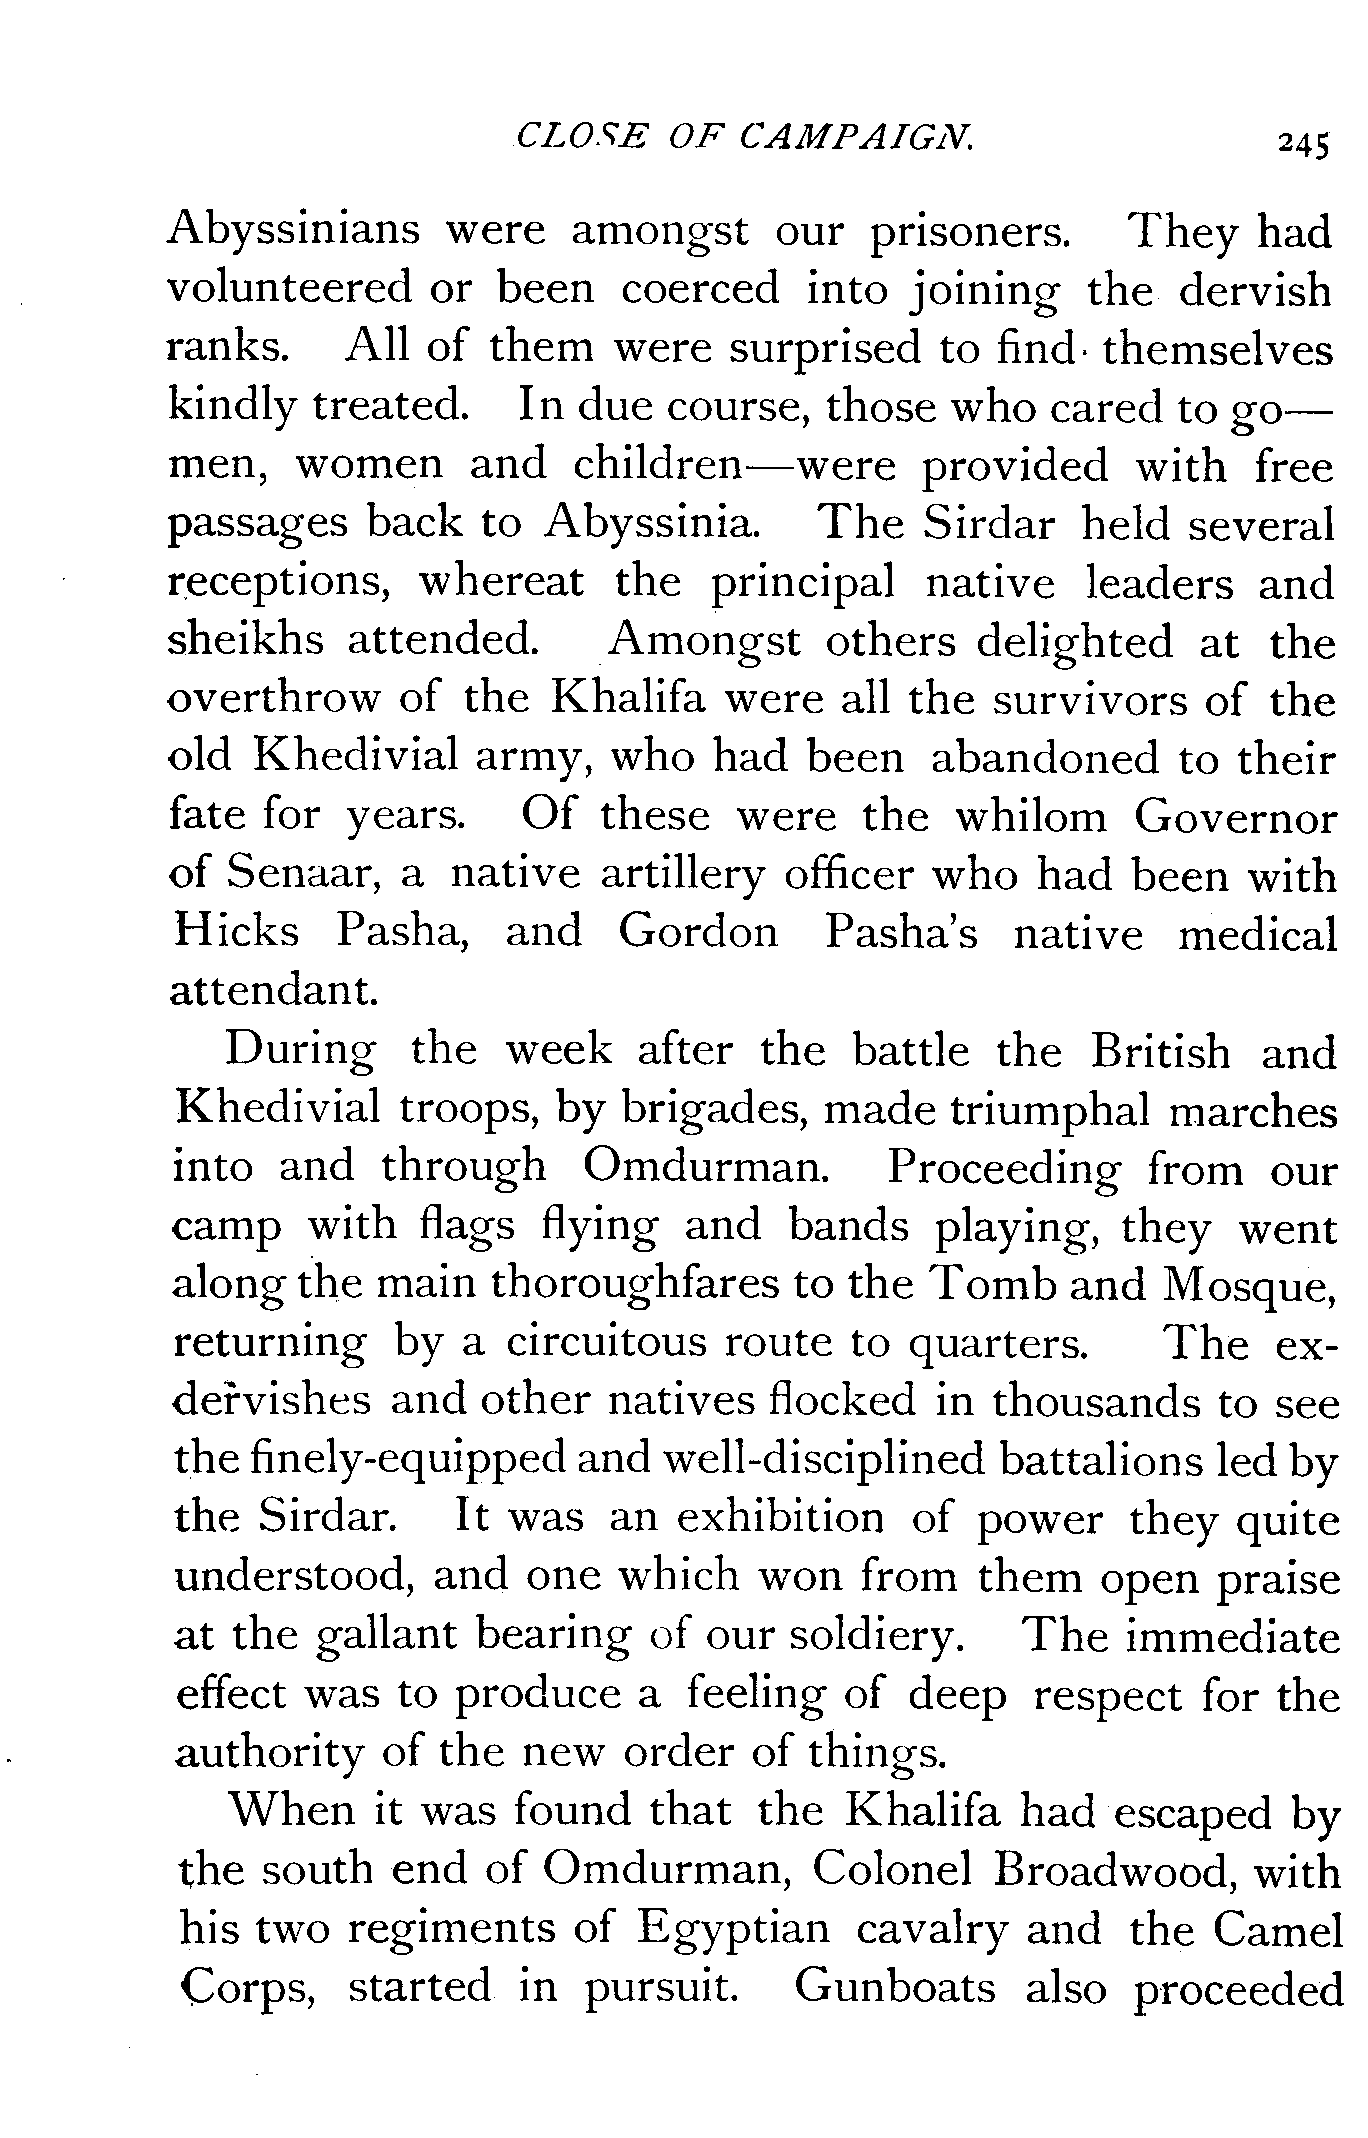 CLOSE OF CAMPAIGN. 245
Abyssinians were amongst our prisoners. They had
volunteered or been coerced into joining the dervish
ranks. All of them were surprised to find themselves
kindly treated. In due course, those who cared to go—
men, women and children—were provided with free
passages back to Abyssinia. The Sirdar held several
receptions, whereat the principal native leaders and
sheikhs attended. Amongst others delighted at the
overthrow of the Khalifa were all the survivors of the
old Khedivial army, who had been abandoned to their
fate for years. Of these were the whilom Governor
of Senaar, a native artillery officer who had been with
Hicks Pasha, and Gordon Pasha's native medical
attendant.
During the week after the battle the British and
Khedivial troops, by brigades, made triumphal marches
into and through Omdurman. Proceeding from our
camp with flags flying and bands playing, they went
along the main thoroughfares to the Tomb and Mosque,
returning by a circuitous route to quarters. The ex-
dervishes and other natives flocked in thousands to see
the finely-equipped and well-disciplined battalions led by
the Sirdar. It was an exhibition of power they quite
understood, and one which won from them open praise
at the gallant bearing of our soldiery. The immediate
effect was to produce a feeling of deep respect for the
authority of the new order of things.
When it was found that the Khalifa had escaped by
the south end of Omdurman, Colonel Broadwood, with
his two regiments of Egyptian cavalry and the Camel
Corps, started in pursuit. Gunboats also proceeded